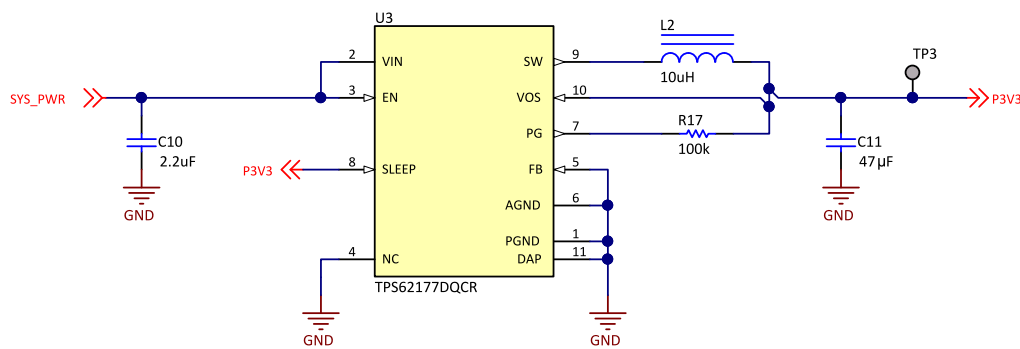 U3
L2
TP3
2 VIN SW 9
10uH
SYS_PWR
3 EN VOS 10
P3V3
7 PG
R17
100k
C10
2.2uF
C11
47µF
P3V3
8 SLEEP FB 5
AGND 6
GND
GND
PGND 1
4 NC DAP 11
TPS62177DQCR
GND
GND